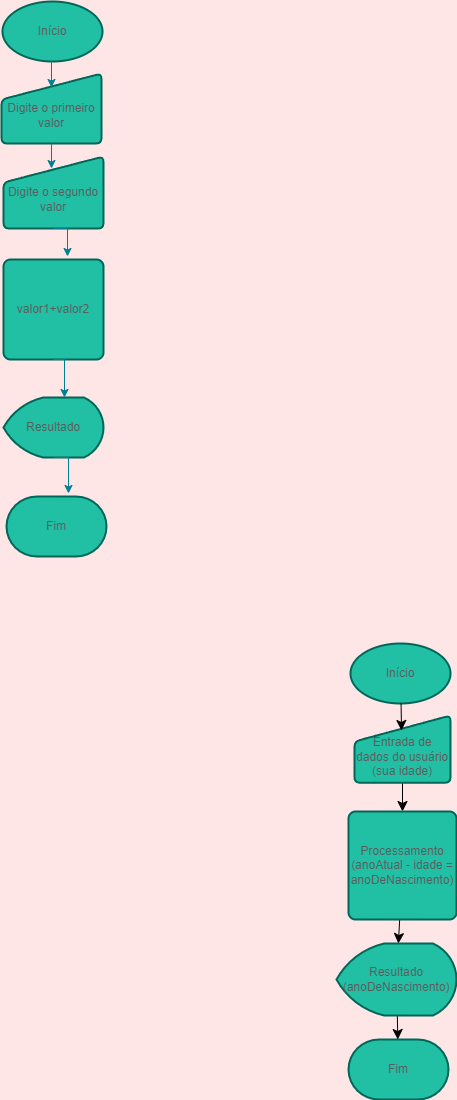 Início
Digite o primeiro
valor
Digite o segundo
valor
valor1+valor2
Resultado
Fim
Início
Entrada de
dados do usuário
(sua idade)
Processamento
(anoAtual - idade =
anoDeNascimento)
Resultado
(anoDeNascimento)
Fim